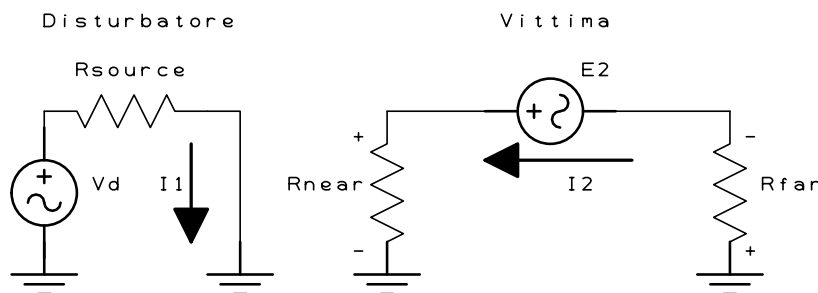 Disturbatore Vittima
Rsource E2
+
+ Vd I1 + - Rnear I2 Rfar
- +